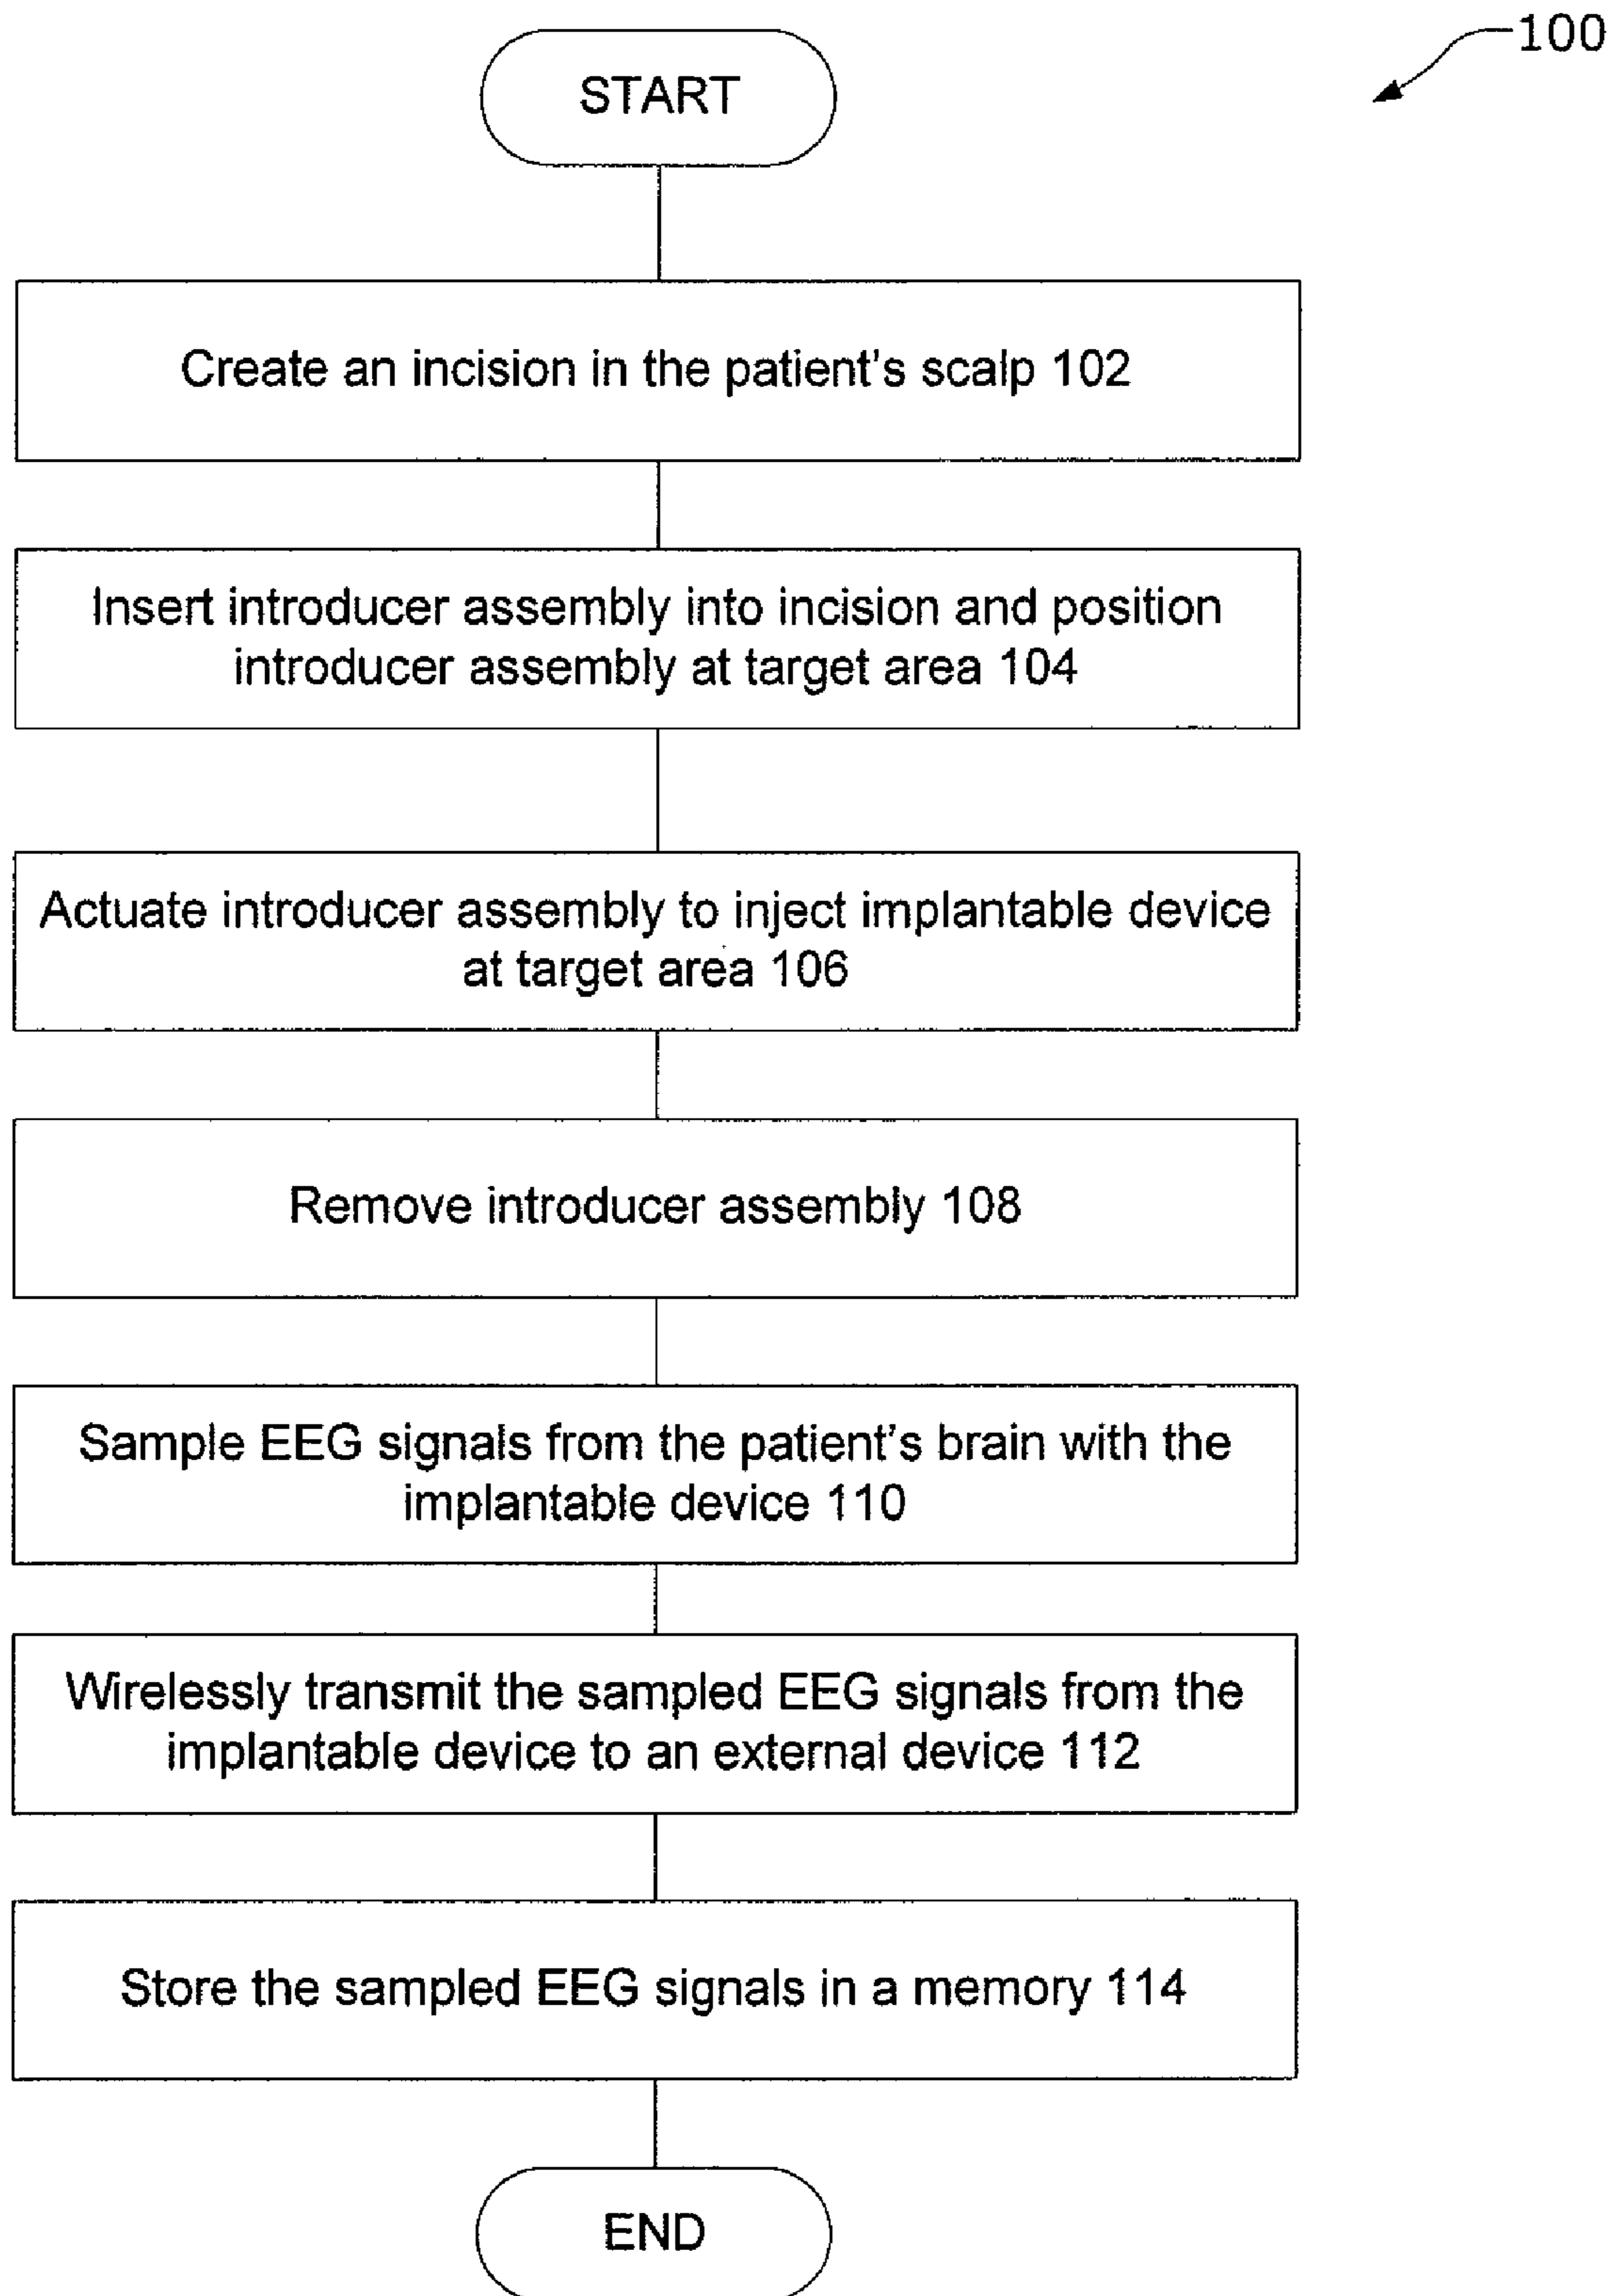 100
START
Create an incision in the patient's scalp 102
Insert introducer assembly into incision and position
introducer assembly at target area 104
Actuate introducer assembly to inject implantable device
at target area 106
Remove introducer assembly 108
Sample EEG signals from the patient's brain with the
implantable device 110
Wirelessly transmit the sampled EEG signals from the
implantable device to an external device 112
Store the sampled EEG signals in a memory 114
END